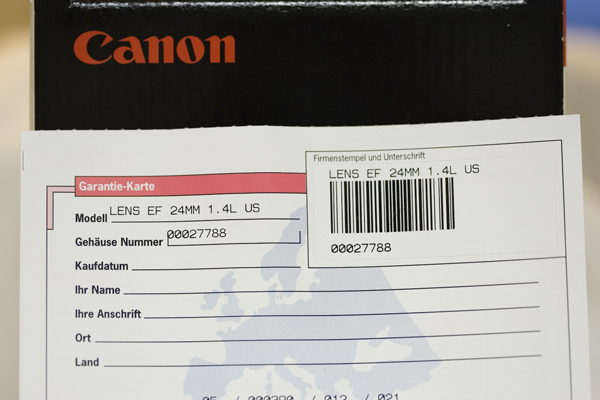 Canon
Firmenstempel und Unterschrift
LENS EF 24MM 1.4L US
00027788
Garantie-Karte
Modell LENS EF 24MM 1.4L US
Gehäuse Nummer 00027788
Kaufdatum
Ihr Name
Ihre Anschrift
Ort
Land